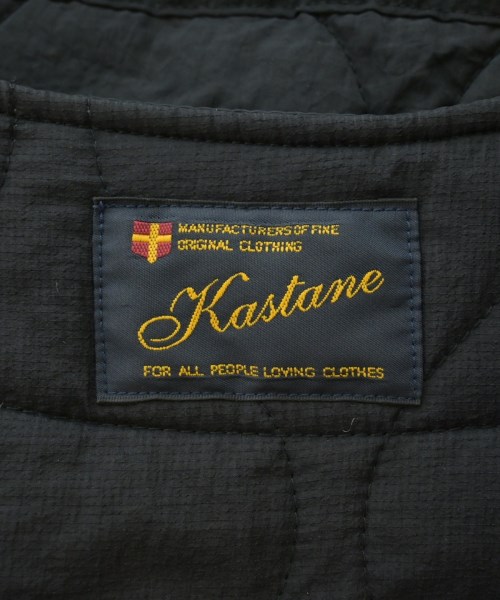 MANUFACTURERS OF FINE
ORIGINAL CLOTHING
Kastane
FOR ALL PEOPLE LOVING CLOTHES